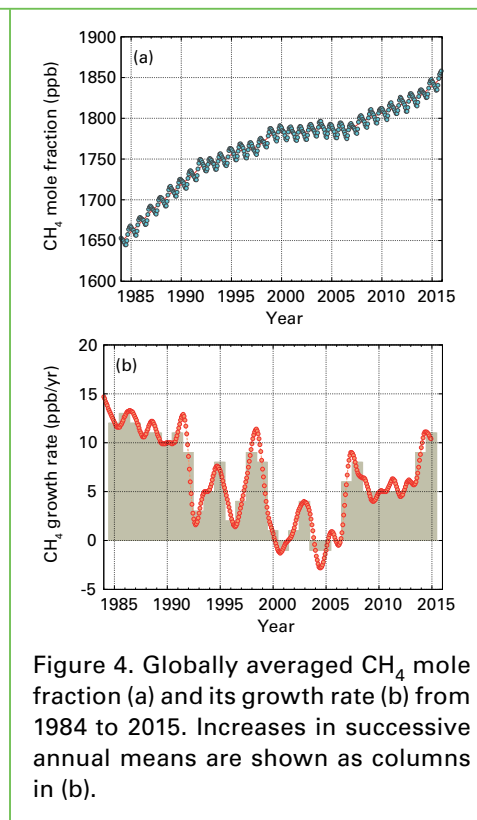 1900
(a)
1850
1800
1750
1700
1650
1600
CH₄ mole fraction (ppb)
1985 1990 1995 2000 2005 2010 2015
Year
20
(b)
15
10
5
0
-5
CH₄ growth rate (ppb/yr)
1985 1990 1995 2000 2005 2010 2015
Year
Figure 4. Globally averaged CH₄ mole
fraction (a) and its growth rate (b) from
1984 to 2015. Increases in successive
annual means are shown as columns
in (b).